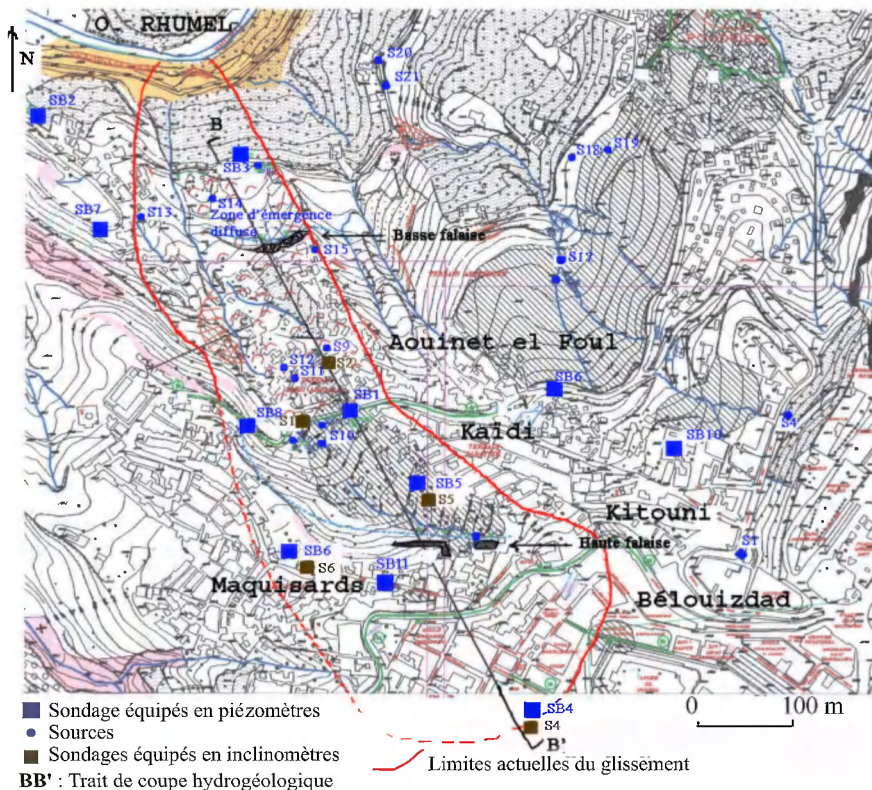 O. RHUMEL
N
S20
S21
SB2
B
SB3
S18
S19
S14
S13
SB7
Zone d'émergence
diffuse
Basse falaise
S15
S12
Aouinet el Foul
S9
S12
S2
S11
SB6
SB1
SB8
S1
Kaïdi
S4
S10
SB10
SB5
S5
Kitouni
Haute falaise
S1
SB6
S6
Maquisards
SB11
Bélouizdad
0 100 m
SB4
S4
B'
Sondage équipés en piézomètres
Sources
Sondages équipés en inclinomètres
Limites actuelles du glissement
BB' : Trait de coupe hydrogéologique